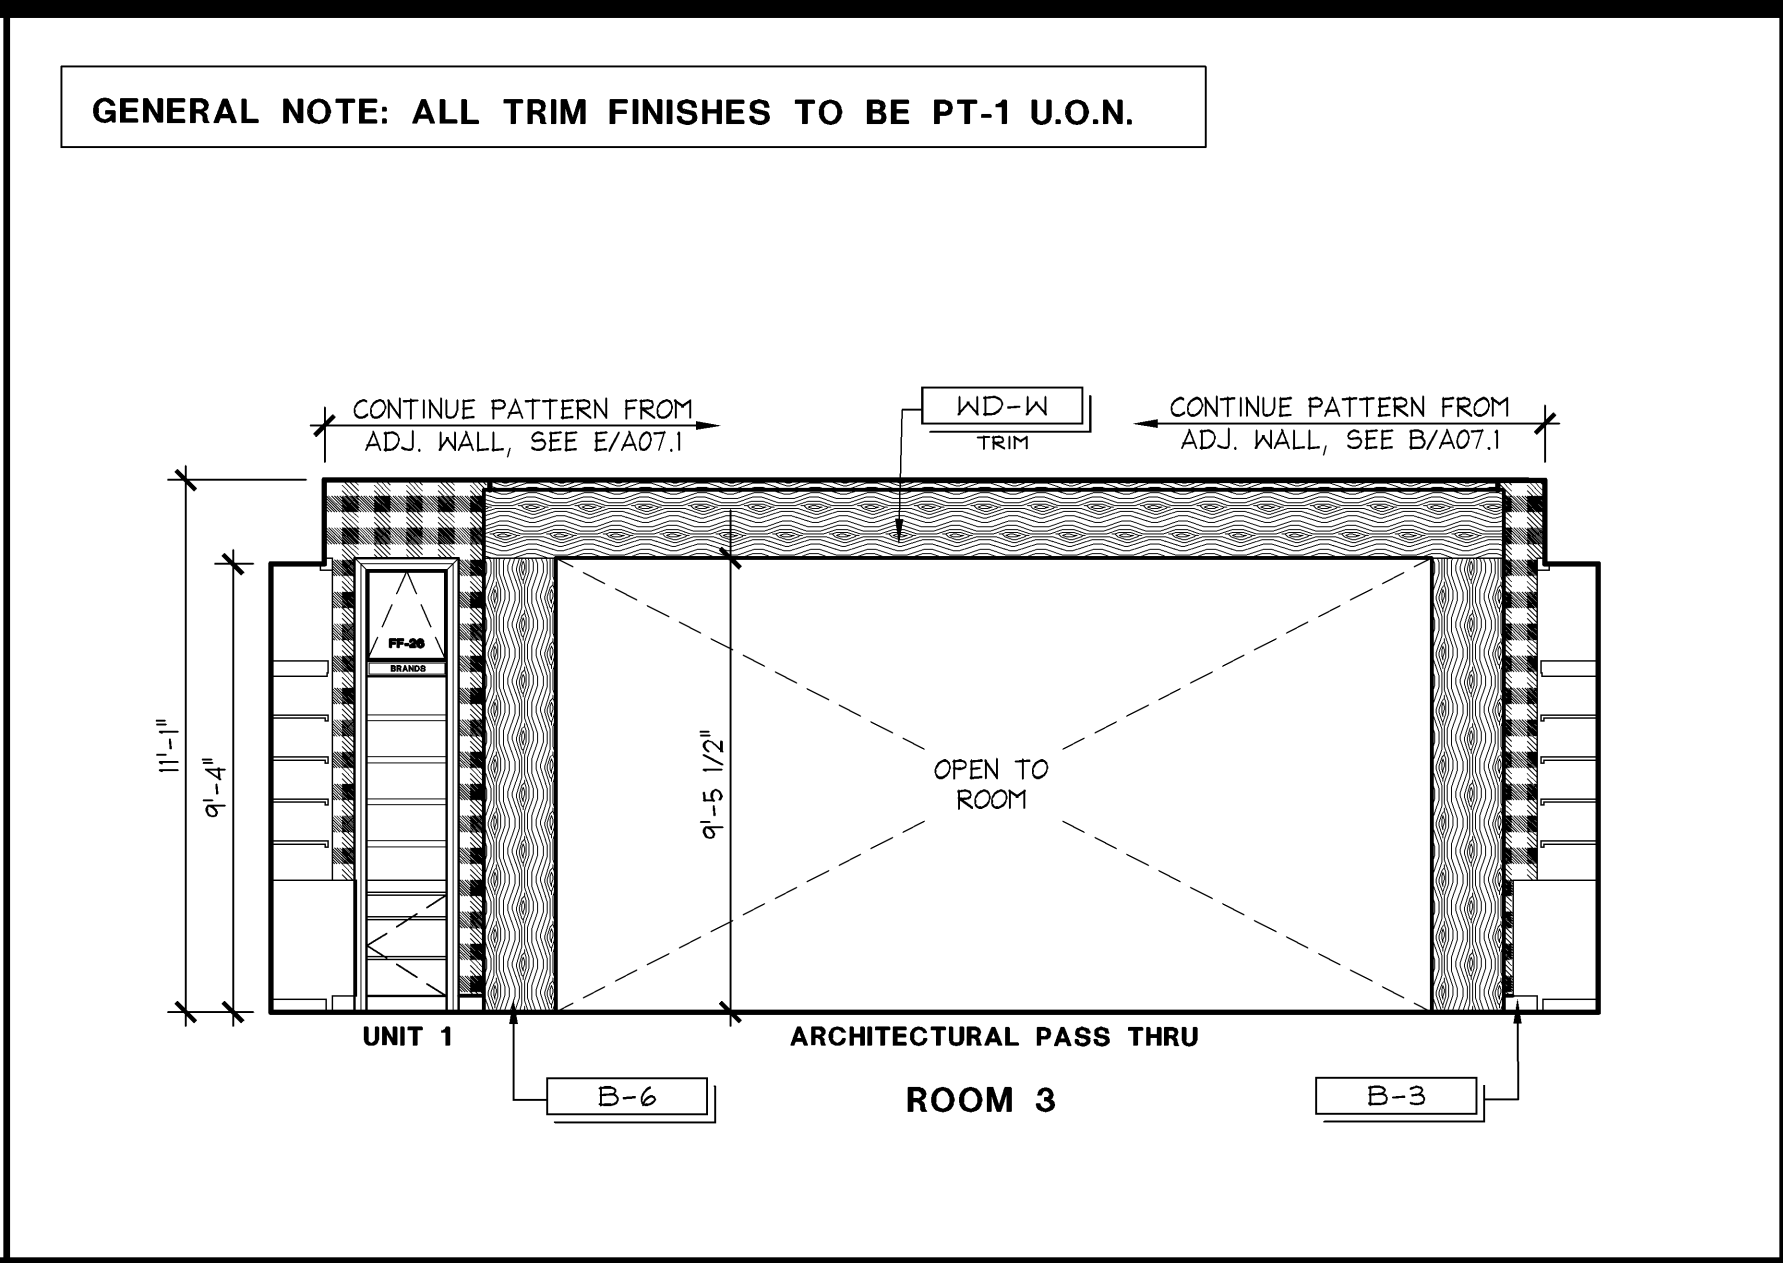 GENERAL NOTE: ALL TRIM FINISHES TO BE PT-1 U.O.N.
CONTINUE PATTERN FROM
ADJ. WALL, SEE E/A07.1
WD-W
TRIM
CONTINUE PATTERN FROM
ADJ. WALL, SEE B/A07.1
11'-1"
9'-4"
FF-26
BRANDS
9'-5 1/2"
OPEN TO
ROOM
UNIT 1
ARCHITECTURAL PASS THRU
B-6
ROOM 3
B-3